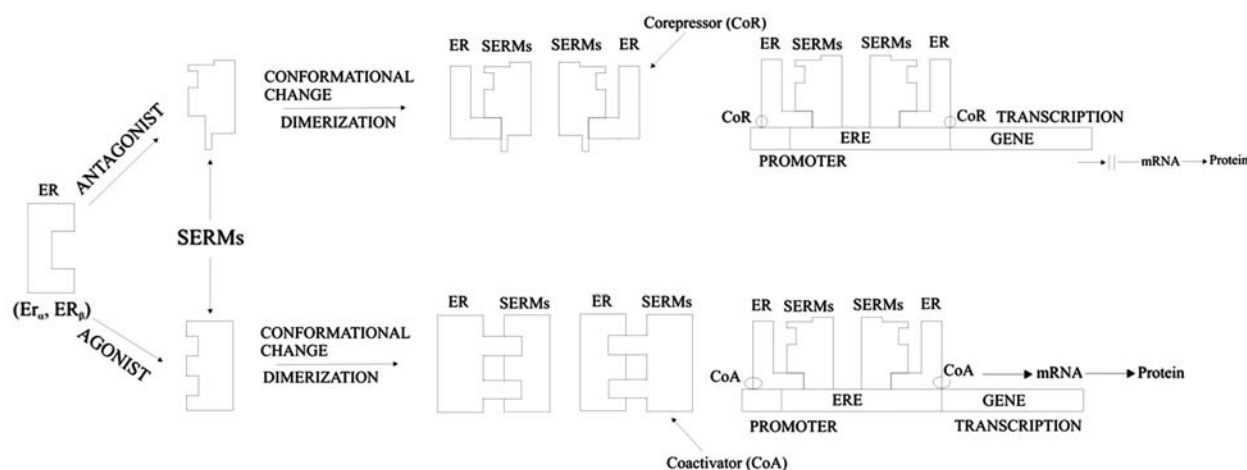 Corepressor (CoR)
ER SERMs SERMs ER
ER SERMs SERMs ER
CONFORMATIONAL
CHANGE
DIMERIZATION
ANTAGONIST
CoR CoR TRANSCRIPTION
ERE GENE
PROMOTER
mRNA Protein
ER
SERMs
(Erα, ERβ)
AGONIST
CONFORMATIONAL
CHANGE
DIMERIZATION
ER SERMs ER SERMs
ER SERMs SERMs ER
CoA CoA mRNA Protein
ERE GENE
PROMOTER TRANSCRIPTION
Coactivator (CoA)